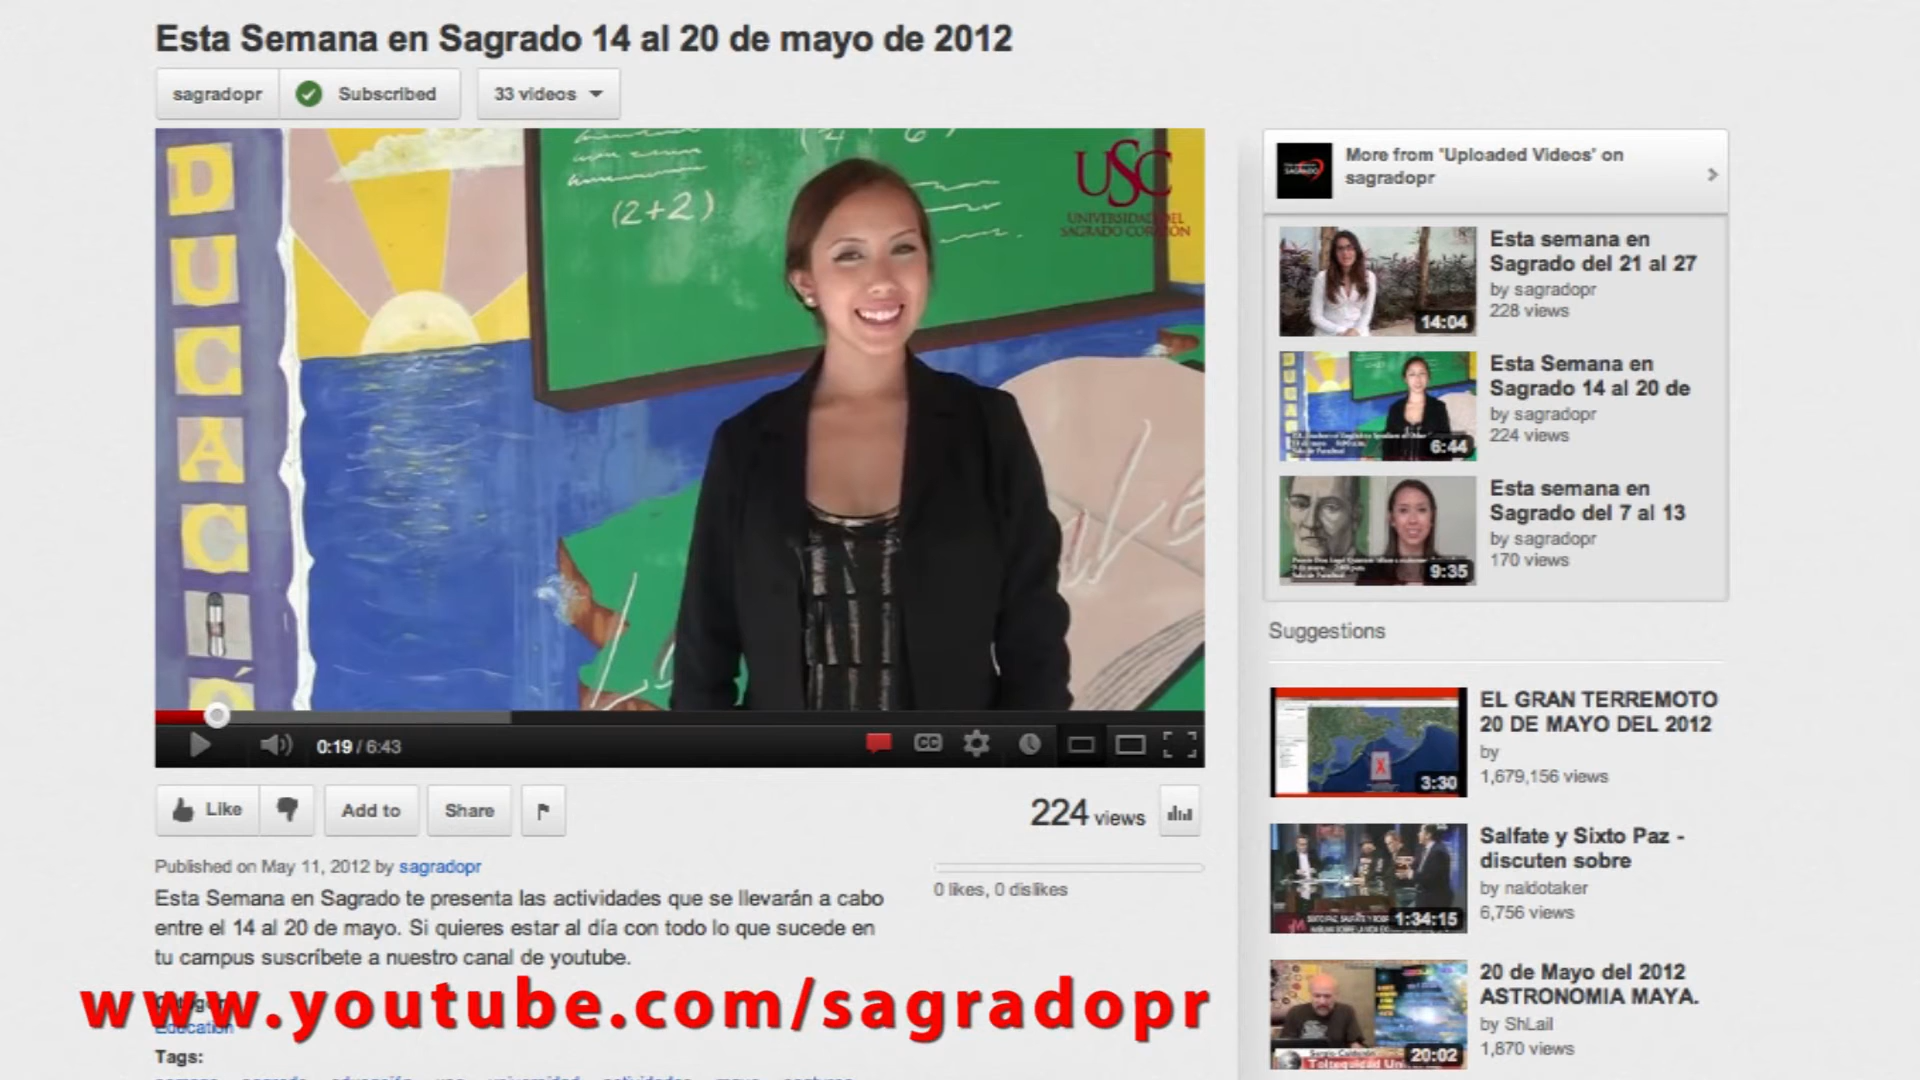 Esta Semana en Sagrado 14 al 20 de mayo de 2012
sagradopr
Subscribed
33 videos
DUCACIÓ
(2+2)
USC
UNIVERSIDAD DEL
SAGRADO CORAZÓN
0:19 / 6:43
CC
Like
Add to
Share
224 views
Published on May 11, 2012 by sagradopr
0 likes, 0 dislikes
Esta Semana en Sagrado te presenta las actividades que se llevarán a cabo
entre el 14 al 20 de mayo. Si quieres estar al día con todo lo que sucede en
tu campus suscríbete a nuestro canal de youtube.
www.youtube.com/sagradopr
Education
Tags:
More from 'Uploaded Videos' on
sagradopr
Esta semana en
Sagrado del 21 al 27
by sagradopr
228 views
14:04
Esta Semana en
Sagrado 14 al 20 de
by sagradopr
224 views
6:44
Esta semana en
Sagrado del 7 al 13
by sagradopr
170 views
9:35
Suggestions
EL GRAN TERREMOTO
20 DE MAYO DEL 2012
by
1,679,156 views
3:30
Salfate y Sixto Paz -
discuten sobre
by naldotaker
6,756 views
1:34:15
20 de Mayo del 2012
ASTRONOMIA MAYA.
by ShLail
1,870 views
20:02